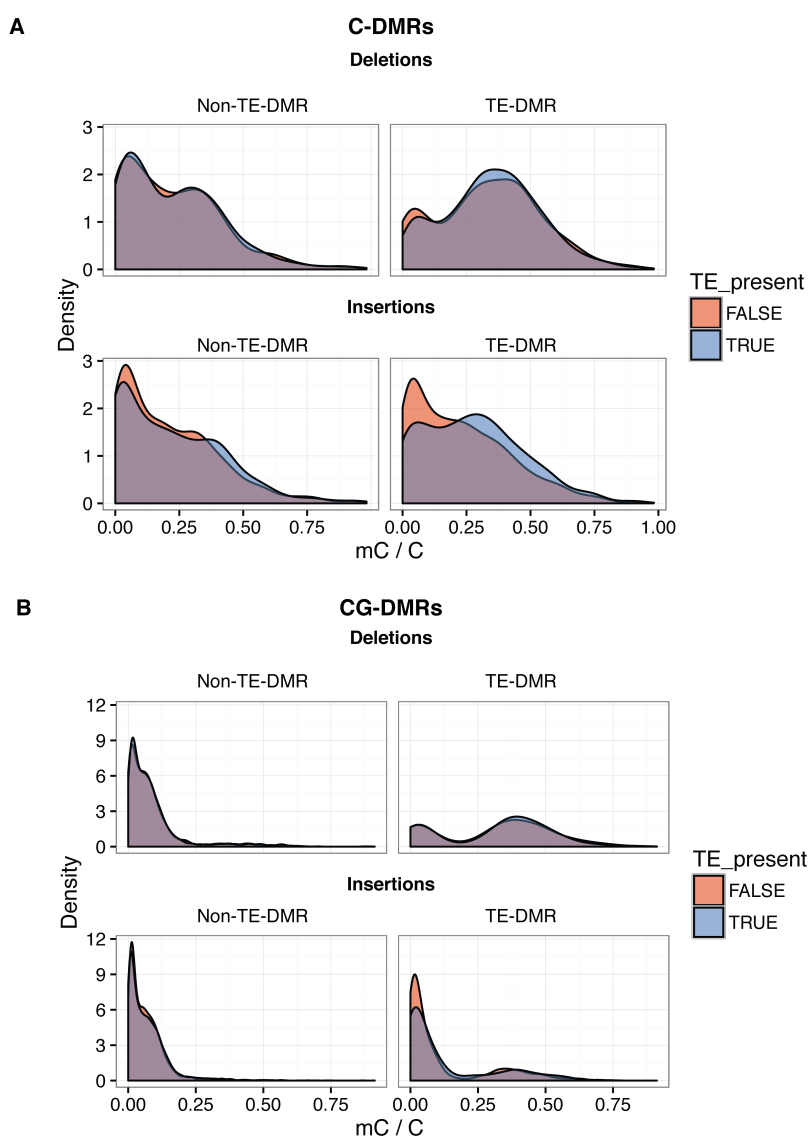 A
C-DMRs
Deletions
Non-TE-DMR TE-DMR
3
2
1
0
Insertions
Non-TE-DMR TE-DMR
3
2
1
0
0.00 0.25 0.50 0.75 0.00 0.25 0.50 0.75 1.00
mC / C
Density
TE_present
FALSE
TRUE
B
CG-DMRs
Deletions
Non-TE-DMR TE-DMR
12
9
6
3
0
Insertions
Non-TE-DMR TE-DMR
12
9
6
3
0
0.00 0.25 0.50 0.75 0.00 0.25 0.50 0.75
mC / C
Density
TE_present
FALSE
TRUE